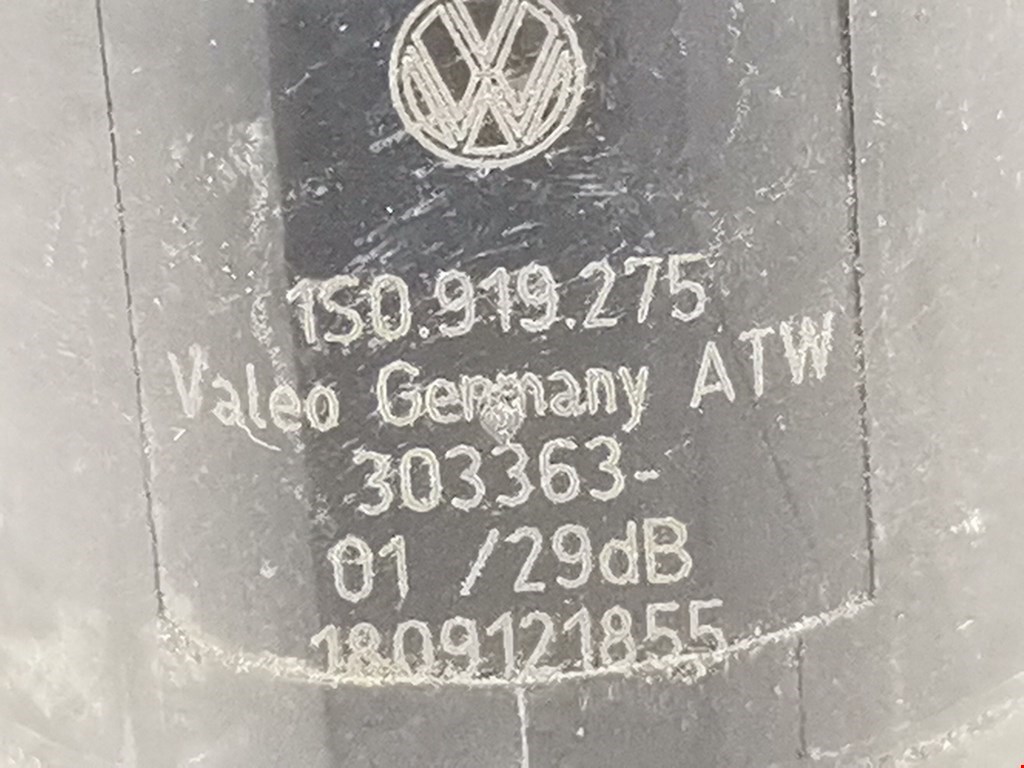 1S0.919.275
Valeo Germany ATW
303363-
01 /29dB
1809121855